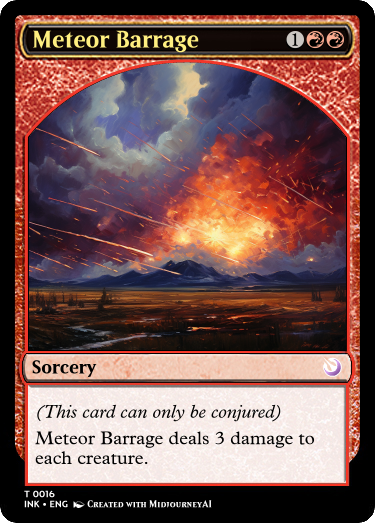 Meteor Barrage 1
Sorcery
(This card can only be conjured)
Meteor Barrage deals 3 damage to
each creature.
T 0016
INK • ENG Created with MidjourneyAI